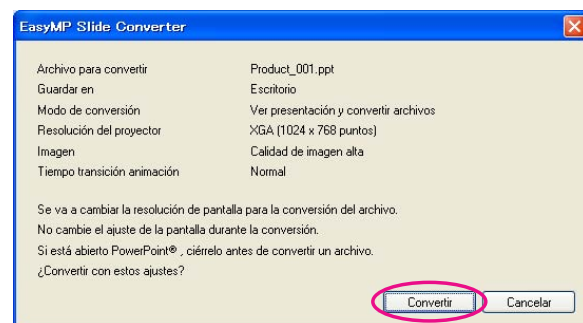 EasyMP Slide Converter
Archivo para convertir Product_001.ppt
Guardar en Escritorio
Modo de conversión Ver presentación y convertir archivos
Resolución del proyector XGA (1024 x 768 puntos)
Imagen Calidad de imagen alta
Tiempo transición animación Normal
Se va a cambiar la resolución de pantalla para la conversión del archivo.
No cambie el ajuste de la pantalla durante la conversión.
Si está abierto PowerPoint® , ciérrelo antes de convertir un archivo.
¿Convertir con estos ajustes?
Convertir Cancelar